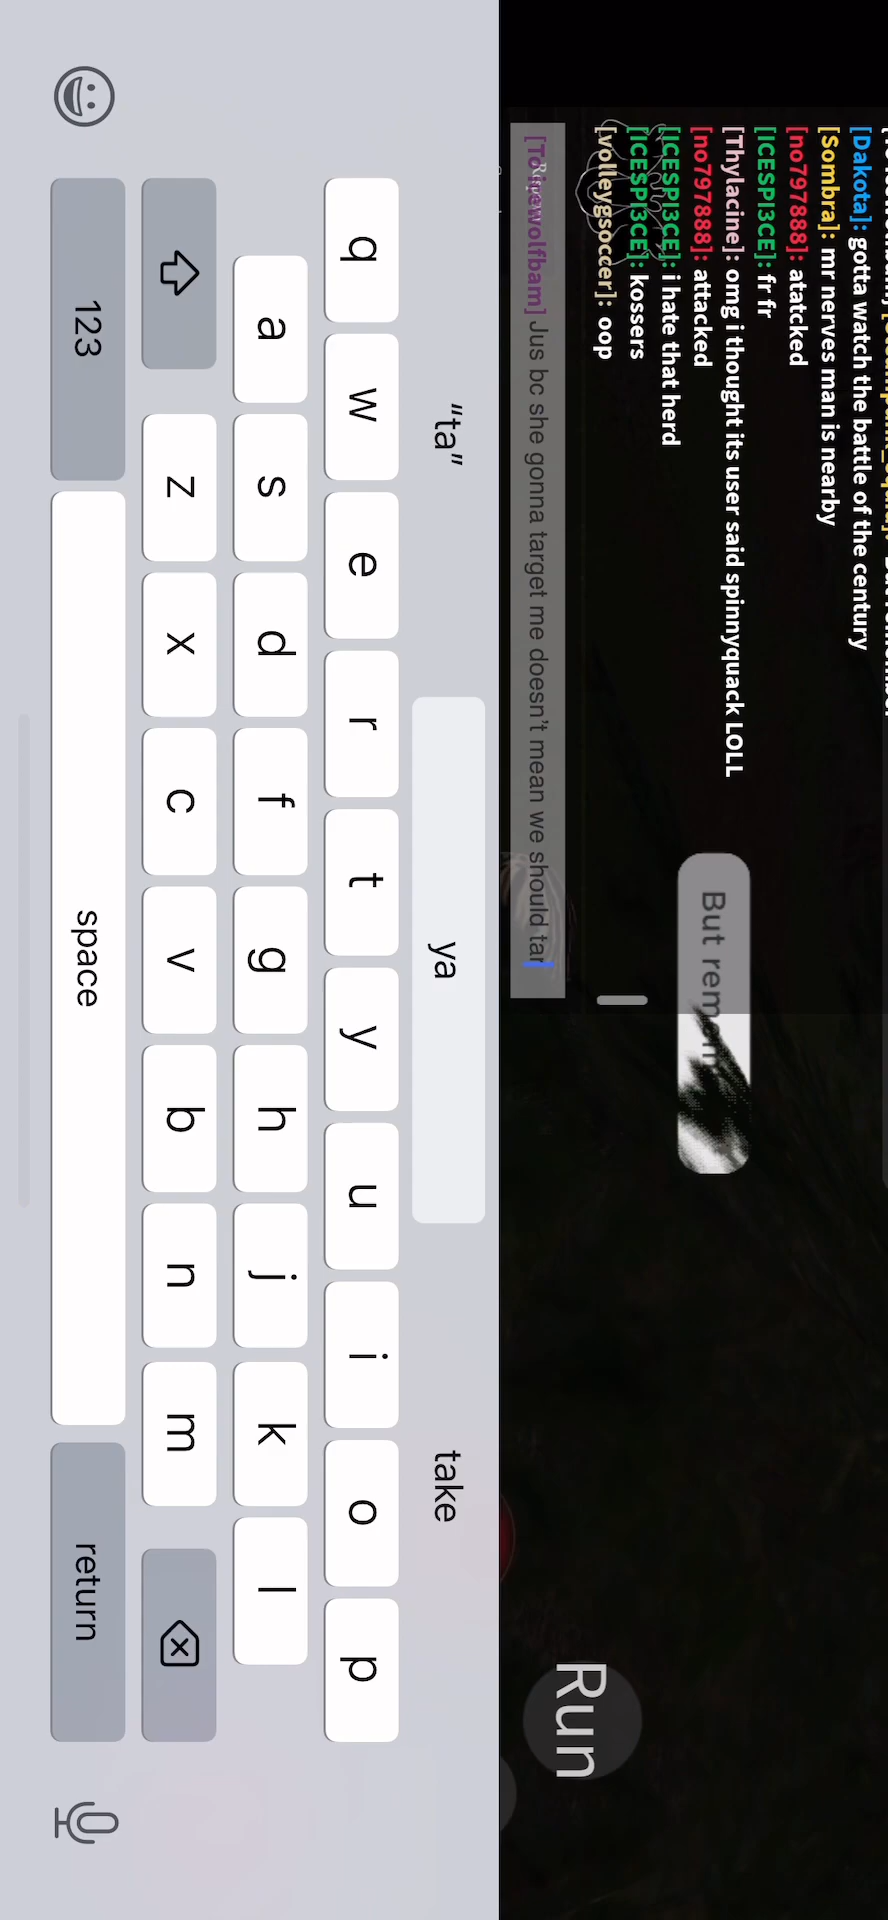 [Dakota]: gotta watch the battle of the century
[Sombra]: mr nerves man is nearby
[no797888]: atatcked
[ICESPI3CE]: fr fr
[Thylacine]: omg i thought its user said spinnyquack LOLL
[no797888]: attacked
[ICESPI3CE]: i hate that herd
[ICESPI3CE]: kossers
[volleygsoccer]: oop
[To icewolfbam] Jus bc she gonna target me doesn't mean we should tar
But rem
Run
"ta" ya take
q w e r t y u i o p
a s d f g h j k l
z x c v b n m
123 space return